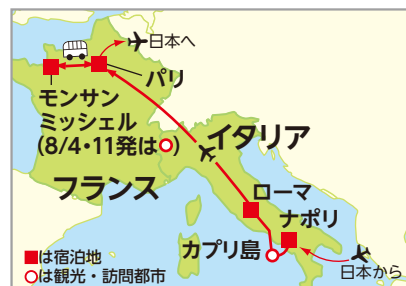 日本へ
パリ
モンサン
ミッシェル
(8/4・11発は○)
イタリア
フランス
ローマ
ナポリ
カプリ島
日本から
■は宿泊地
○は観光・訪問都市